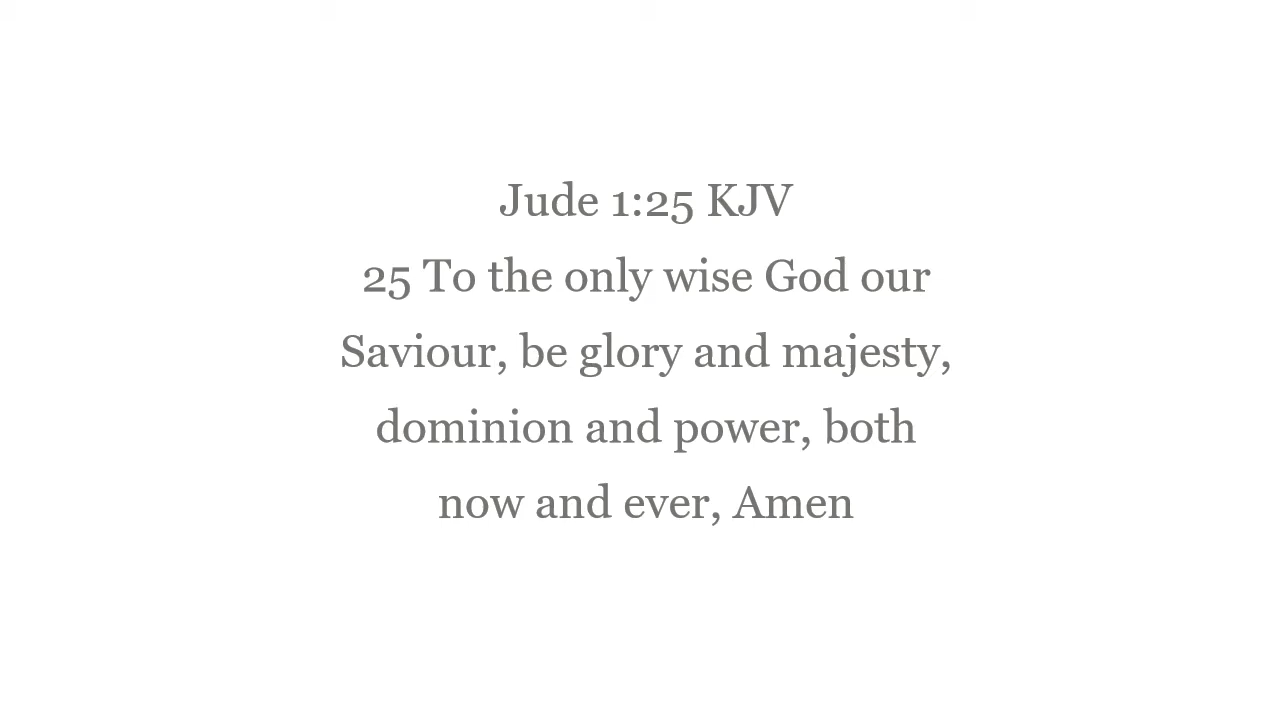 Jude 1:25 KJV
25 To the only wise God our
Saviour, be glory and majesty,
dominion and power, both
now and ever, Amen